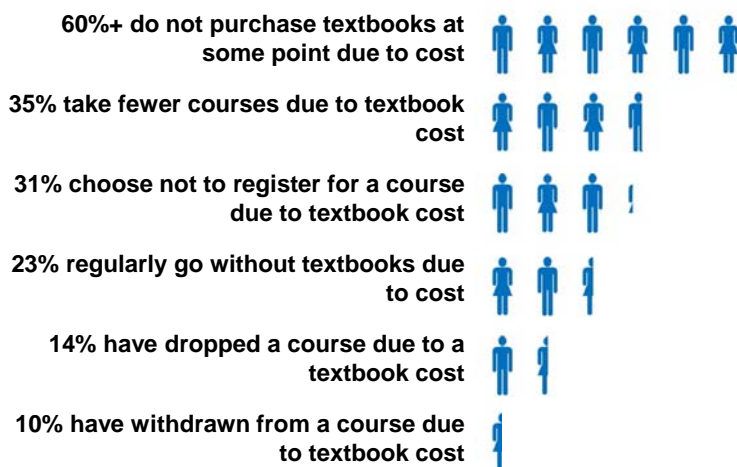 60%+ do not purchase textbooks at
some point due to cost
35% take fewer courses due to textbook
cost
31% choose not to register for a course
due to textbook cost
23% regularly go without textbooks due
to cost
14% have dropped a course due to a
textbook cost
10% have withdrawn from a course due
to textbook cost